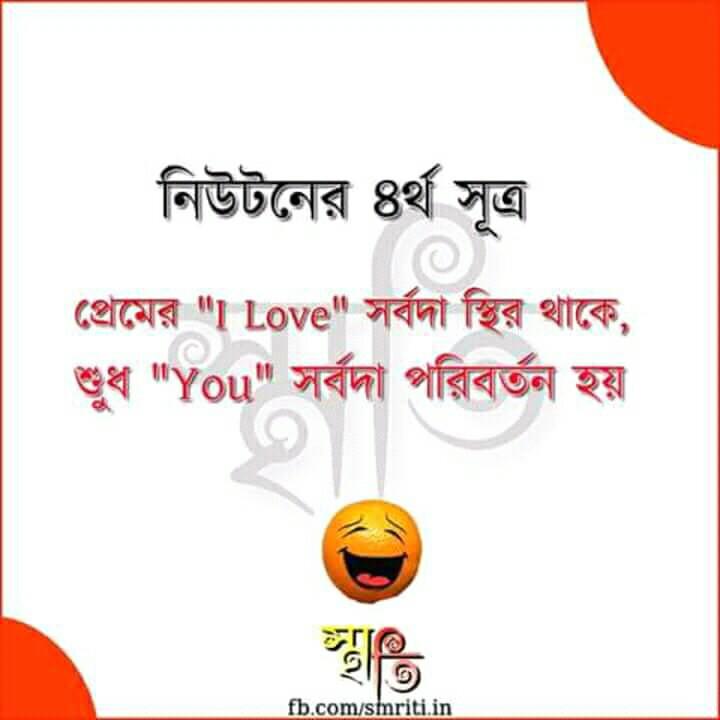 নিউটনের ৪র্থ সূত্র
প্রেমের "I Love" সর্বদা স্থির থাকে,
শুধ "You" সর্বদা পরিবর্তন হয়
স্মৃতি
fb.com/smriti.in